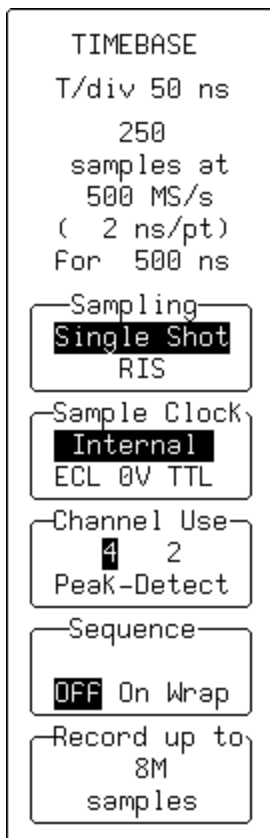 TIMEBASE
T/div 50 ns
250
samples at
500 MS/s
( 2 ns/pt)
For 500 ns
Sampling
Single Shot
RIS
Sample Clock
Internal
ECL 0V TTL
Channel Use
4 2
Peak-Detect
Sequence
OFF On Wrap
Record up to
8M
samples